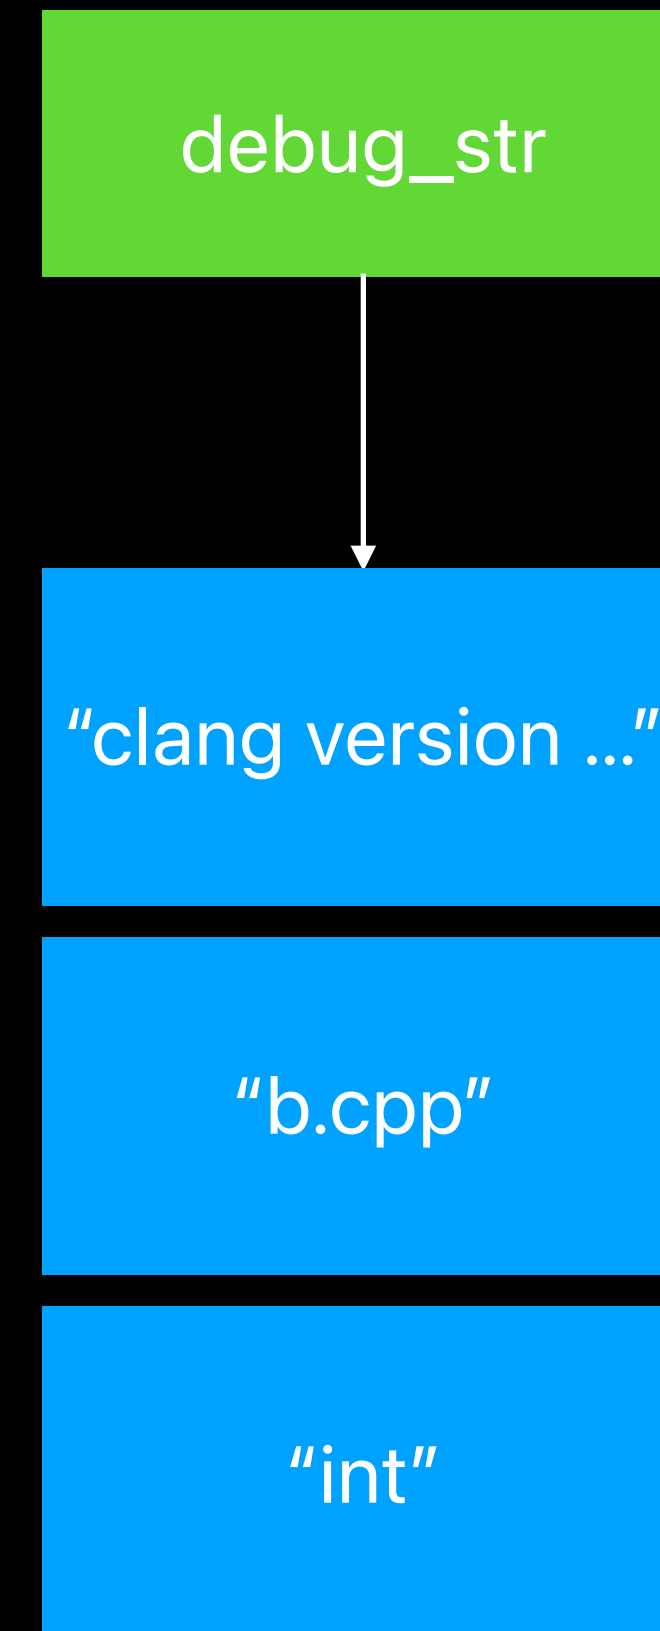 debug_str
“clang version ...”
“b.cpp”
“int”